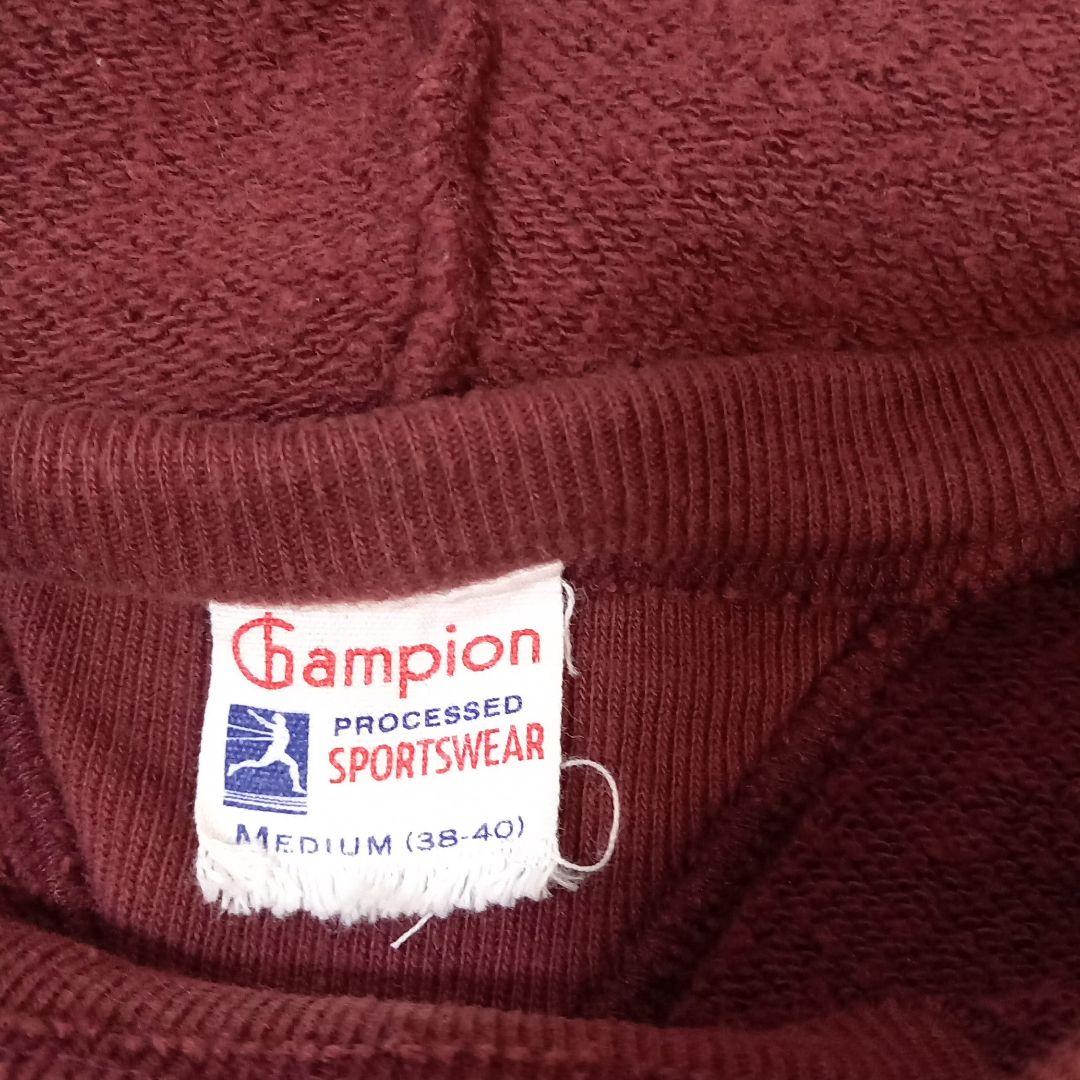 Champion
PROCESSED
SPORTSWEAR
MEDIUM (38-40)